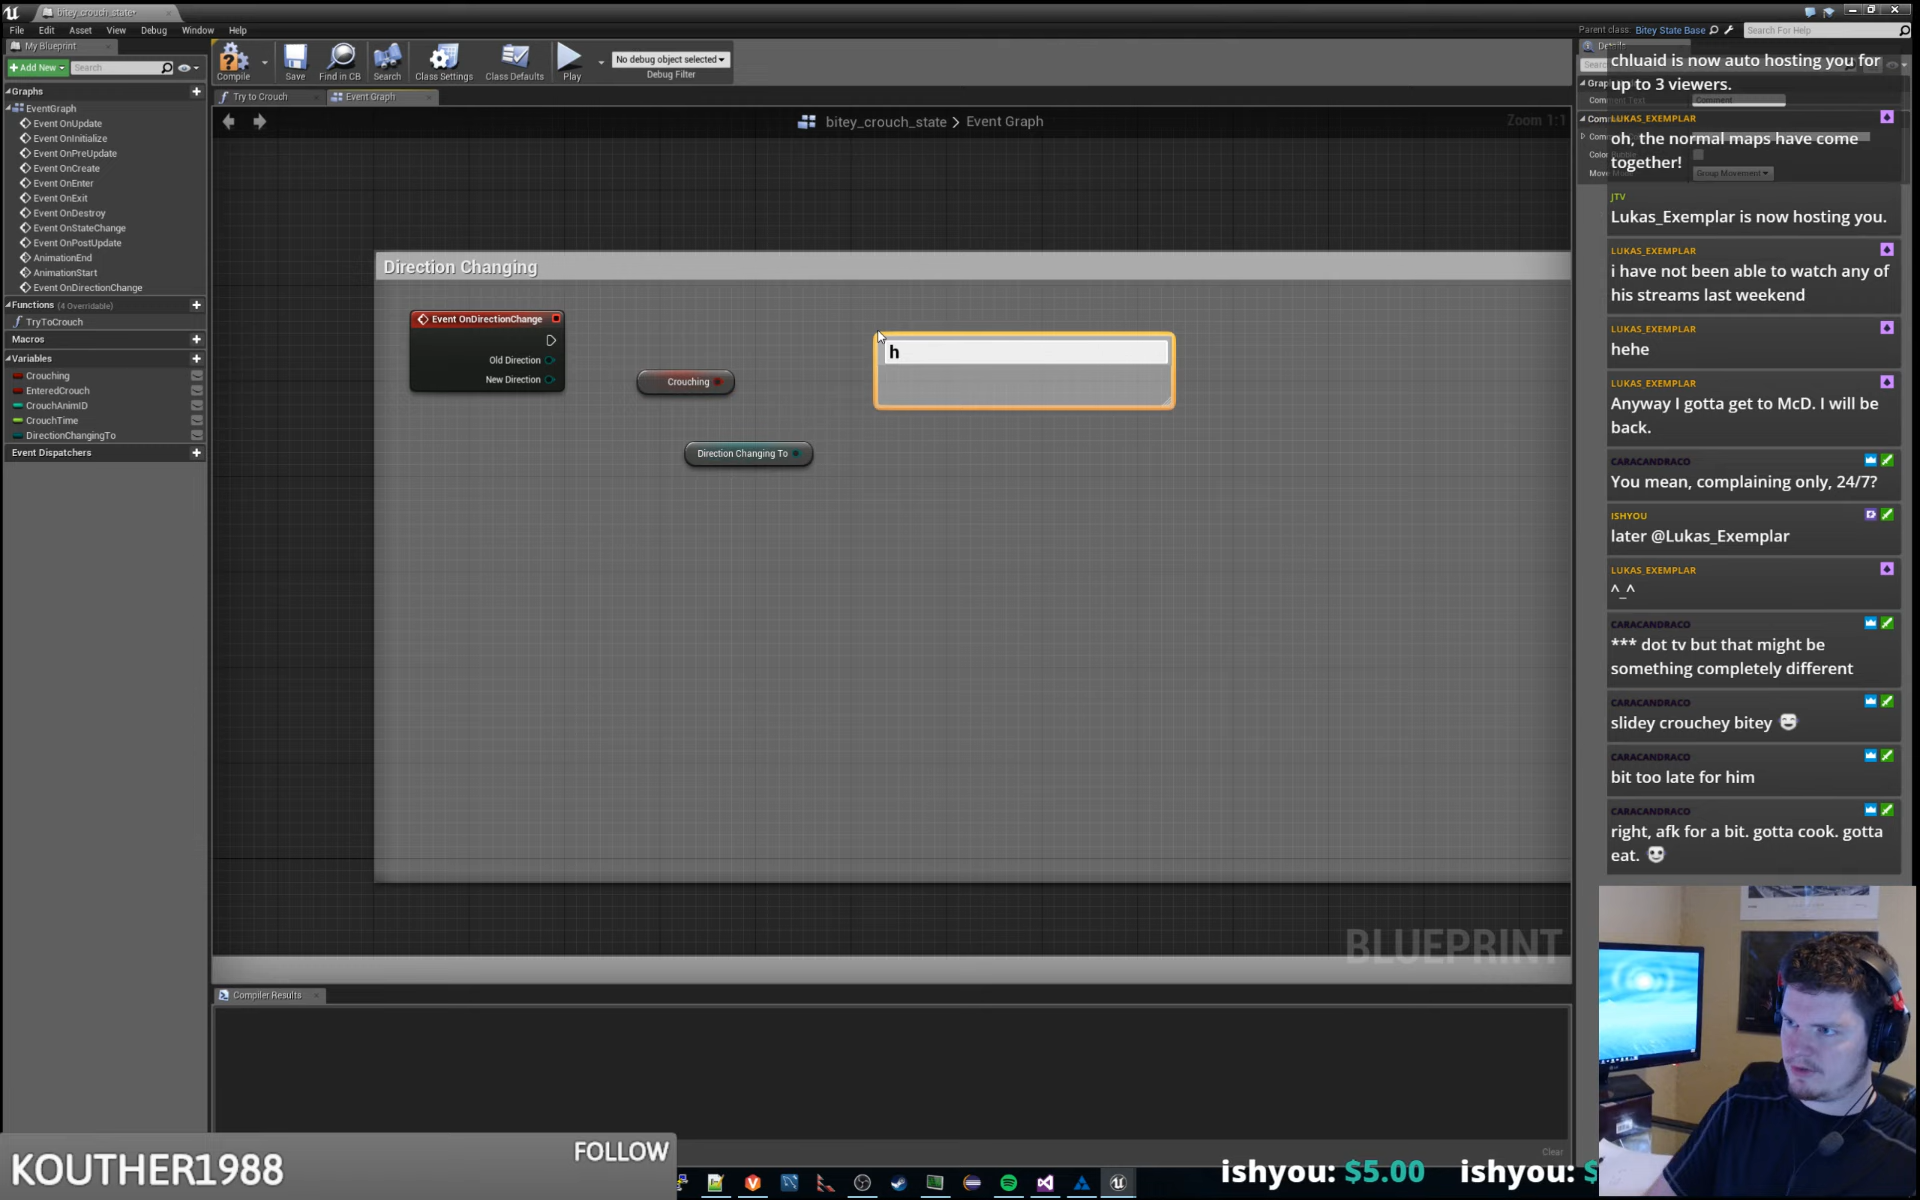 bitey_crouch_state*
File Edit Asset View Debug Window Help
Parent class: Bitey State Base
Search For Help
My Blueprint
Add New
Search
Compile
Save
Find in CB
Search
Class Settings
Class Defaults
Play
No debug object selected
Debug Filter
Try to Crouch
Event Graph
bitey_crouch_state > Event Graph
Zoom 1:1
Graphs
EventGraph
Event OnUpdate
Event OnInitialize
Event OnPreUpdate
Event OnCreate
Event OnEnter
Event OnExit
Event OnDestroy
Event OnStateChange
Event OnPostUpdate
AnimationEnd
AnimationStart
Event OnDirectionChange
Functions (4 Overridable)
TryToCrouch
Macros
Variables
Crouching
EnteredCrouch
CrouchAnimID
CrouchTime
DirectionChangingTo
Event Dispatchers
Direction Changing
Event OnDirectionChange
Old Direction
New Direction
Crouching
Direction Changing To
h
BLUEPRINT
Compiler Results
Clear
Group Movement
chluaid is now auto hosting you for
up to 3 viewers.
LUKAS_EXEMPLAR
oh, the normal maps have come
together!
JTV
Lukas_Exemplar is now hosting you.
LUKAS_EXEMPLAR
i have not been able to watch any of
his streams last weekend
LUKAS_EXEMPLAR
hehe
LUKAS_EXEMPLAR
Anyway I gotta get to McD. I will be
back.
CARACANDRACO
You mean, complaining only, 24/7?
ISHYOU
later @Lukas_Exemplar
LUKAS_EXEMPLAR
^_^
CARACANDRACO
*** dot tv but that might be
something completely different
CARACANDRACO
slidey crouchey bitey
CARACANDRACO
bit too late for him
CARACANDRACO
right, afk for a bit. gotta cook. gotta
eat.
KOUTHER1988
FOLLOW
ishyou: $5.00 ishyou: $